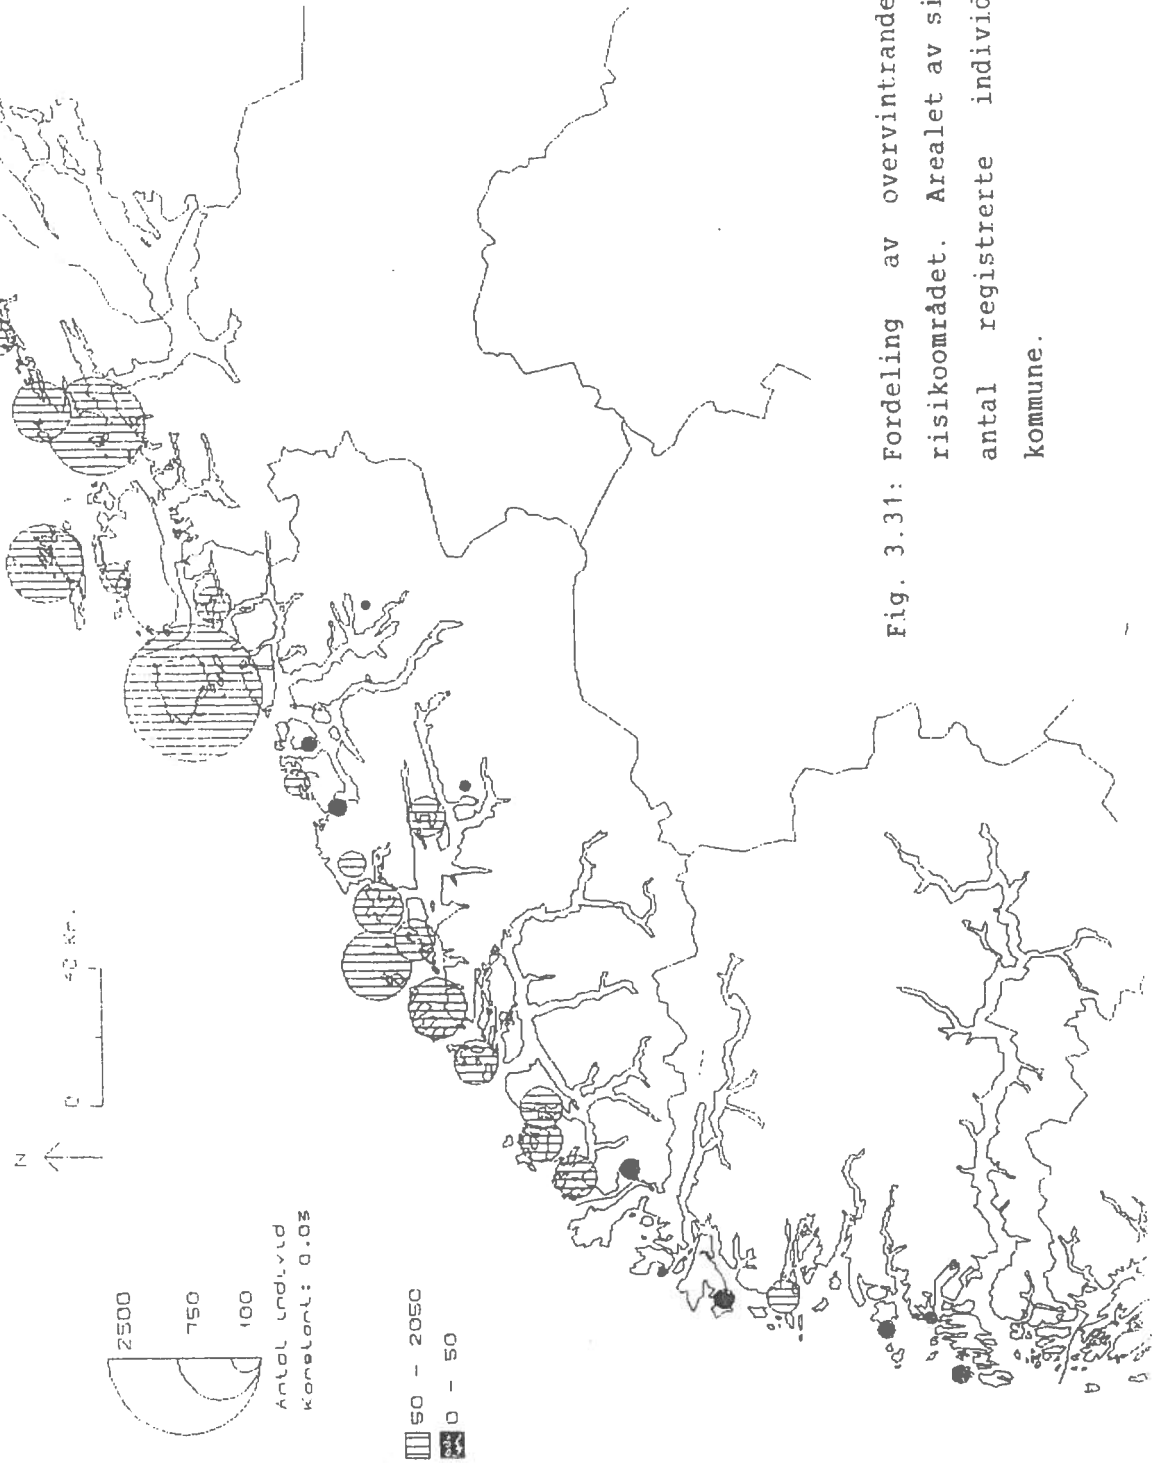 2500
750
100
Antal individ
Konstant: 0.03
50 - 2050
0 - 50
N
0 40 Km.
Fig. 3.31: Fordeling av overvintrande
risikoområdet. Arealet av si
antal registrerte individ
kommune.